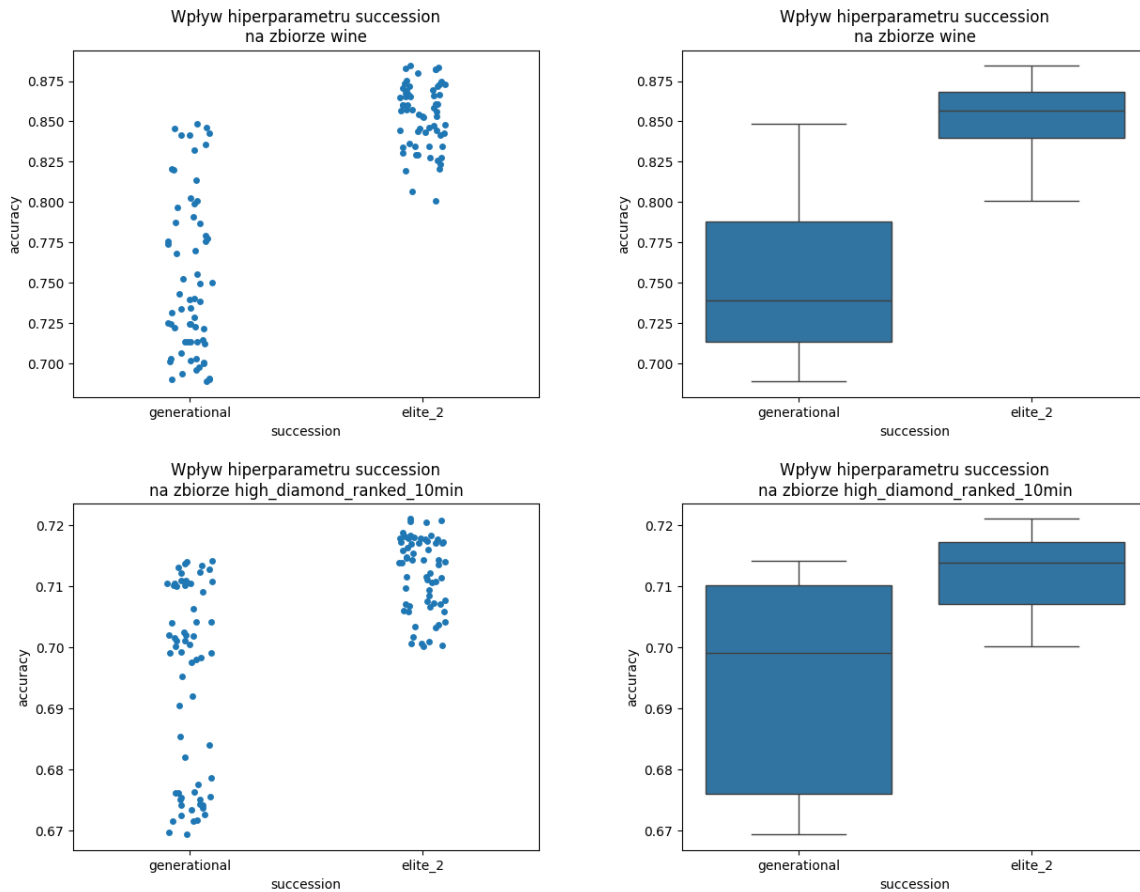 Wpływ hiperparametru succession
na zbiorze wine
0.875
0.850
0.825
0.800
0.775
0.750
0.725
0.700
accuracy
generational
elite_2
succession
Wpływ hiperparametru succession
na zbiorze wine
0.875
0.850
0.825
0.800
0.775
0.750
0.725
0.700
accuracy
generational
elite_2
succession
Wpływ hiperparametru succession
na zbiorze high_diamond_ranked_10min
0.72
0.71
0.70
0.69
0.68
0.67
accuracy
generational
elite_2
succession
Wpływ hiperparametru succession
na zbiorze high_diamond_ranked_10min
0.72
0.71
0.70
0.69
0.68
0.67
accuracy
generational
elite_2
succession